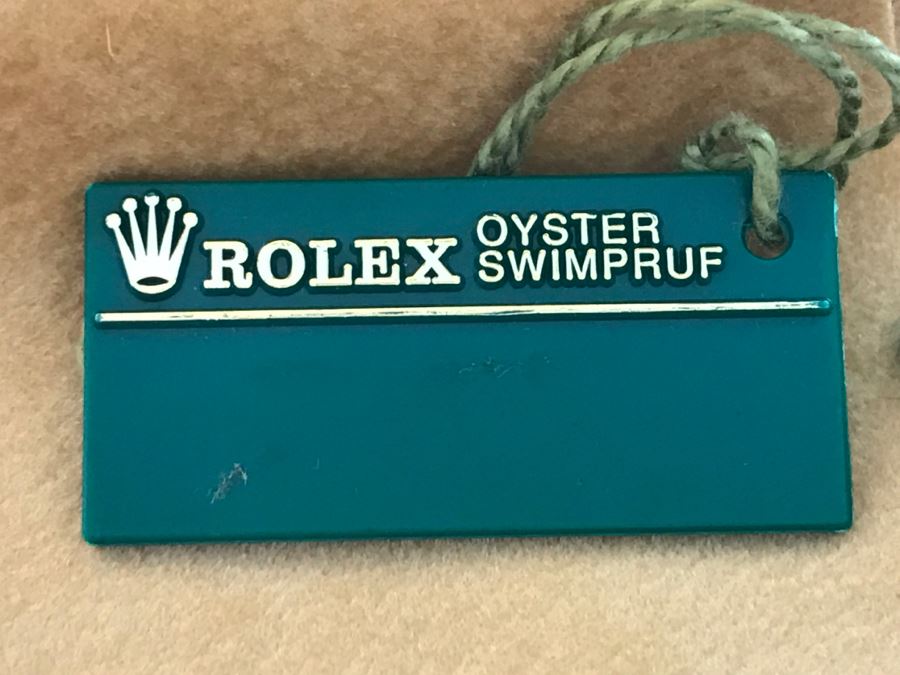 ROLEX OYSTER
SWIMPRUF